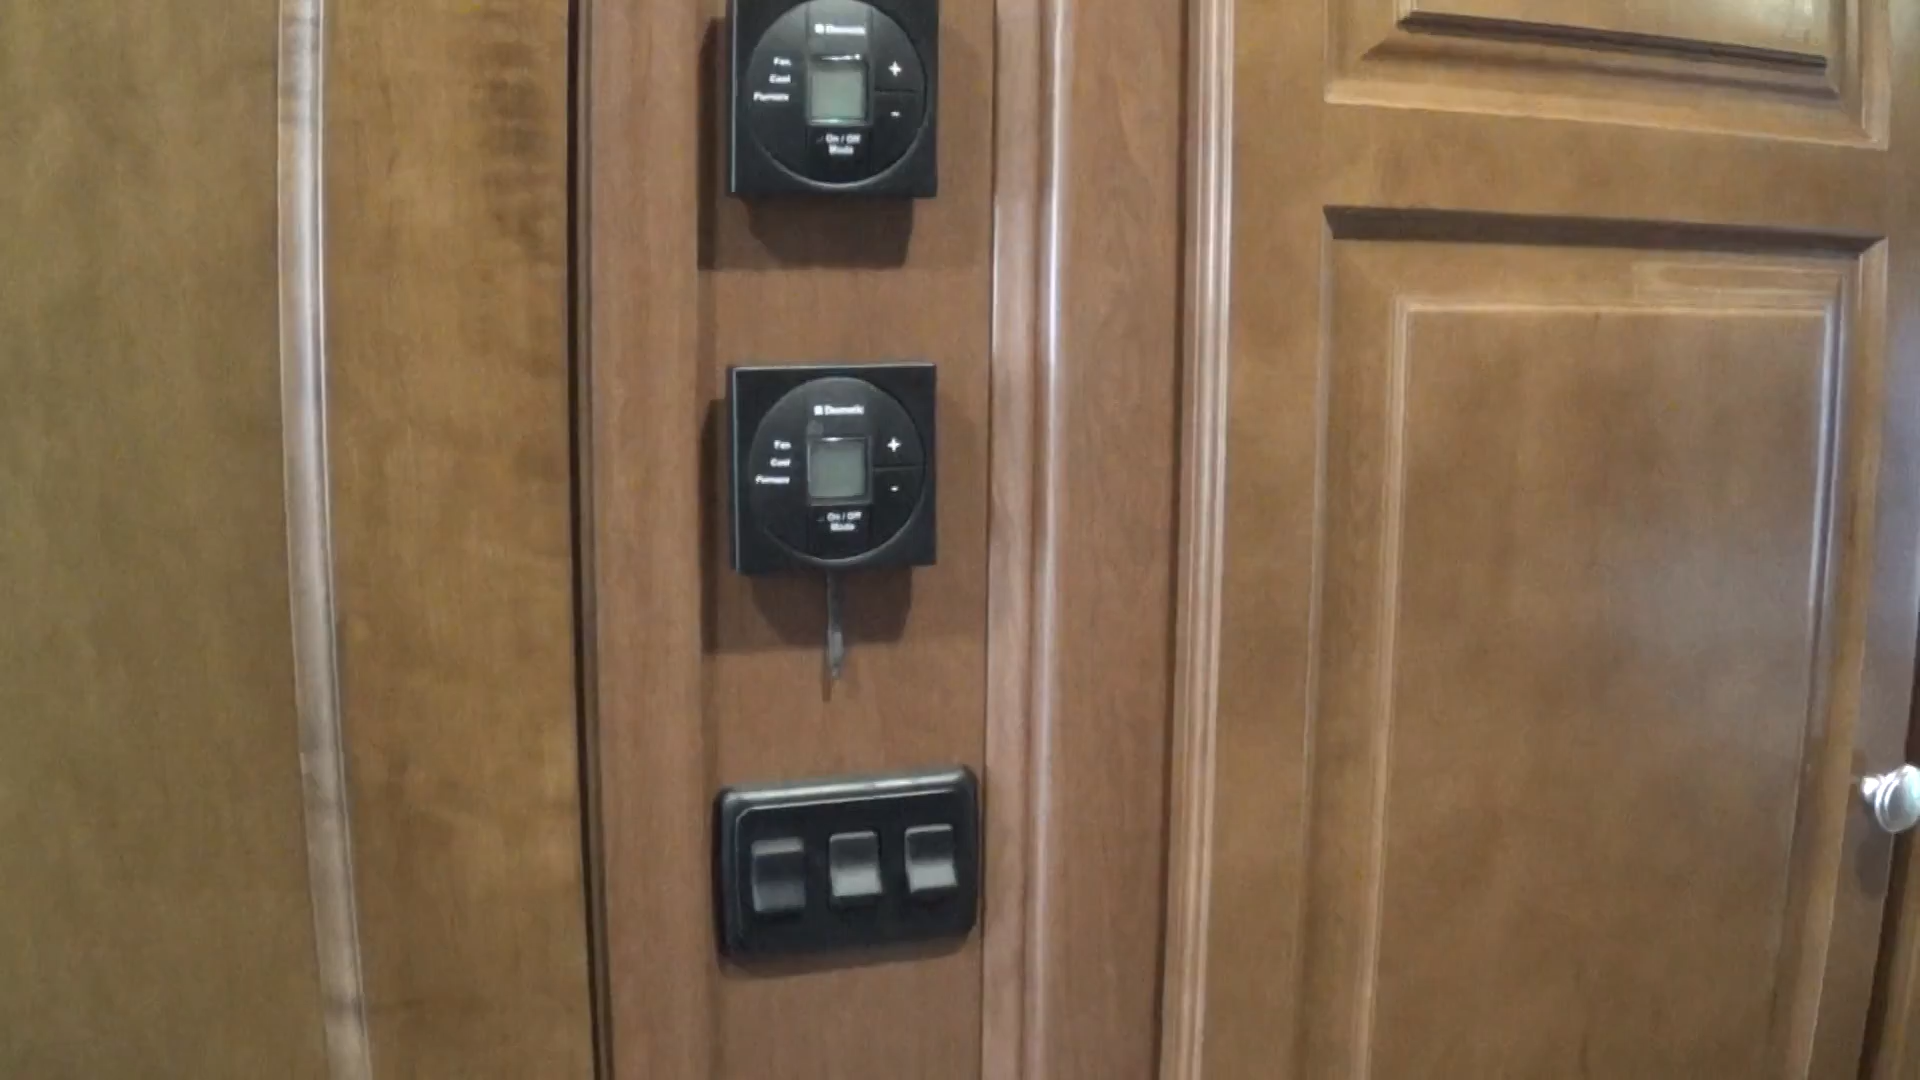 Dometic
Fan
Cool
Furnace
+
-
On / Off
Mode
Dometic
Fan
Cool
Furnace
+
-
On / Off
Mode